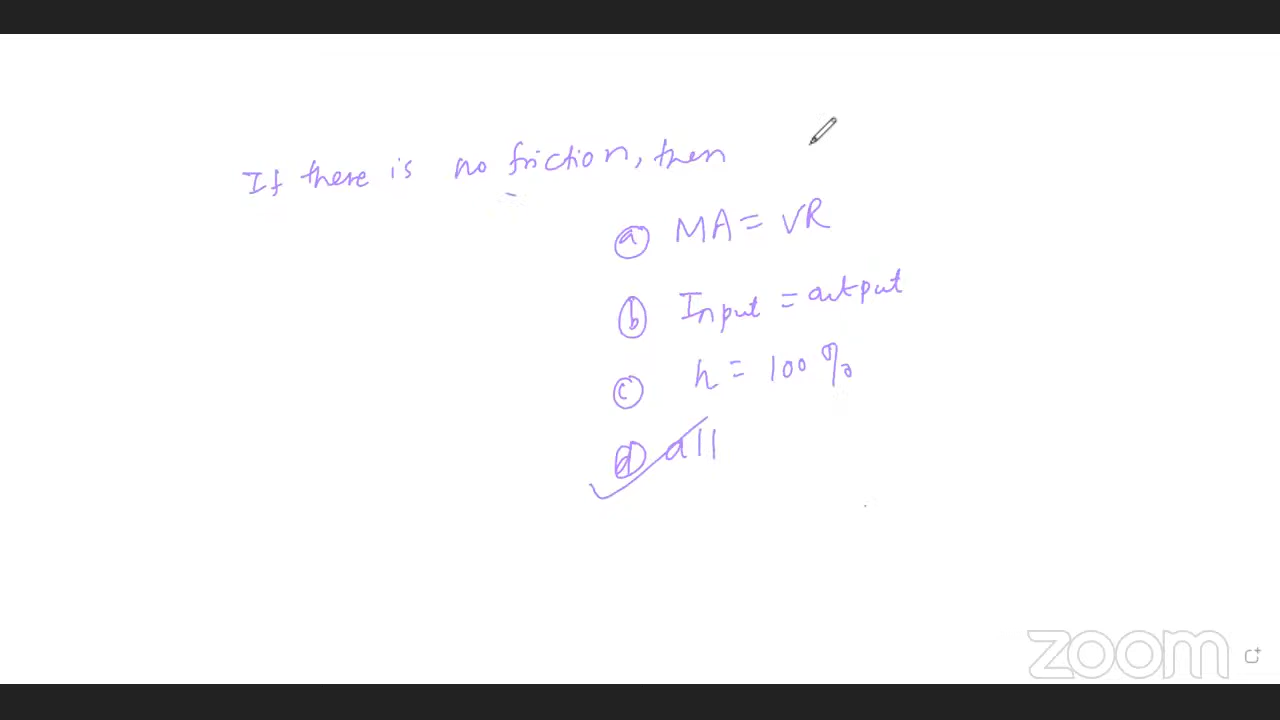 If there is no friction, then
(a) MA = VR
(b) Input = output
(c) η = 100 %
(d) all
zoom